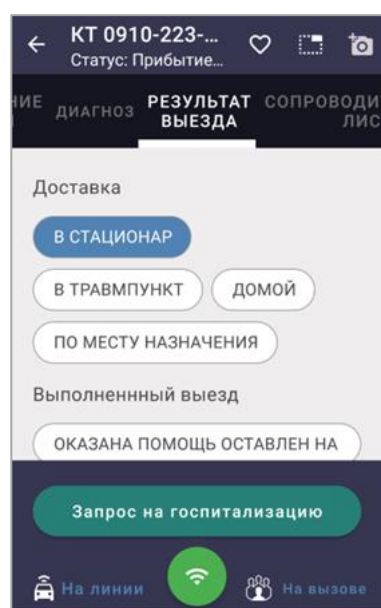 КТ 0910-223-...
Статус: Прибытие...
НИЕ
ДИАГНОЗ
РЕЗУЛЬТАТ
ВЫЕЗДА
СОПРОВОДИ
ЛИС
Доставка
В СТАЦИОНАР
В ТРАВМПУНКТ
ДОМОЙ
ПО МЕСТУ НАЗНАЧЕНИЯ
Выполненнный выезд
ОКАЗАНА ПОМОЩЬ ОСТАВЛЕН НА
Запрос на госпитализацию
На линии
На вызове